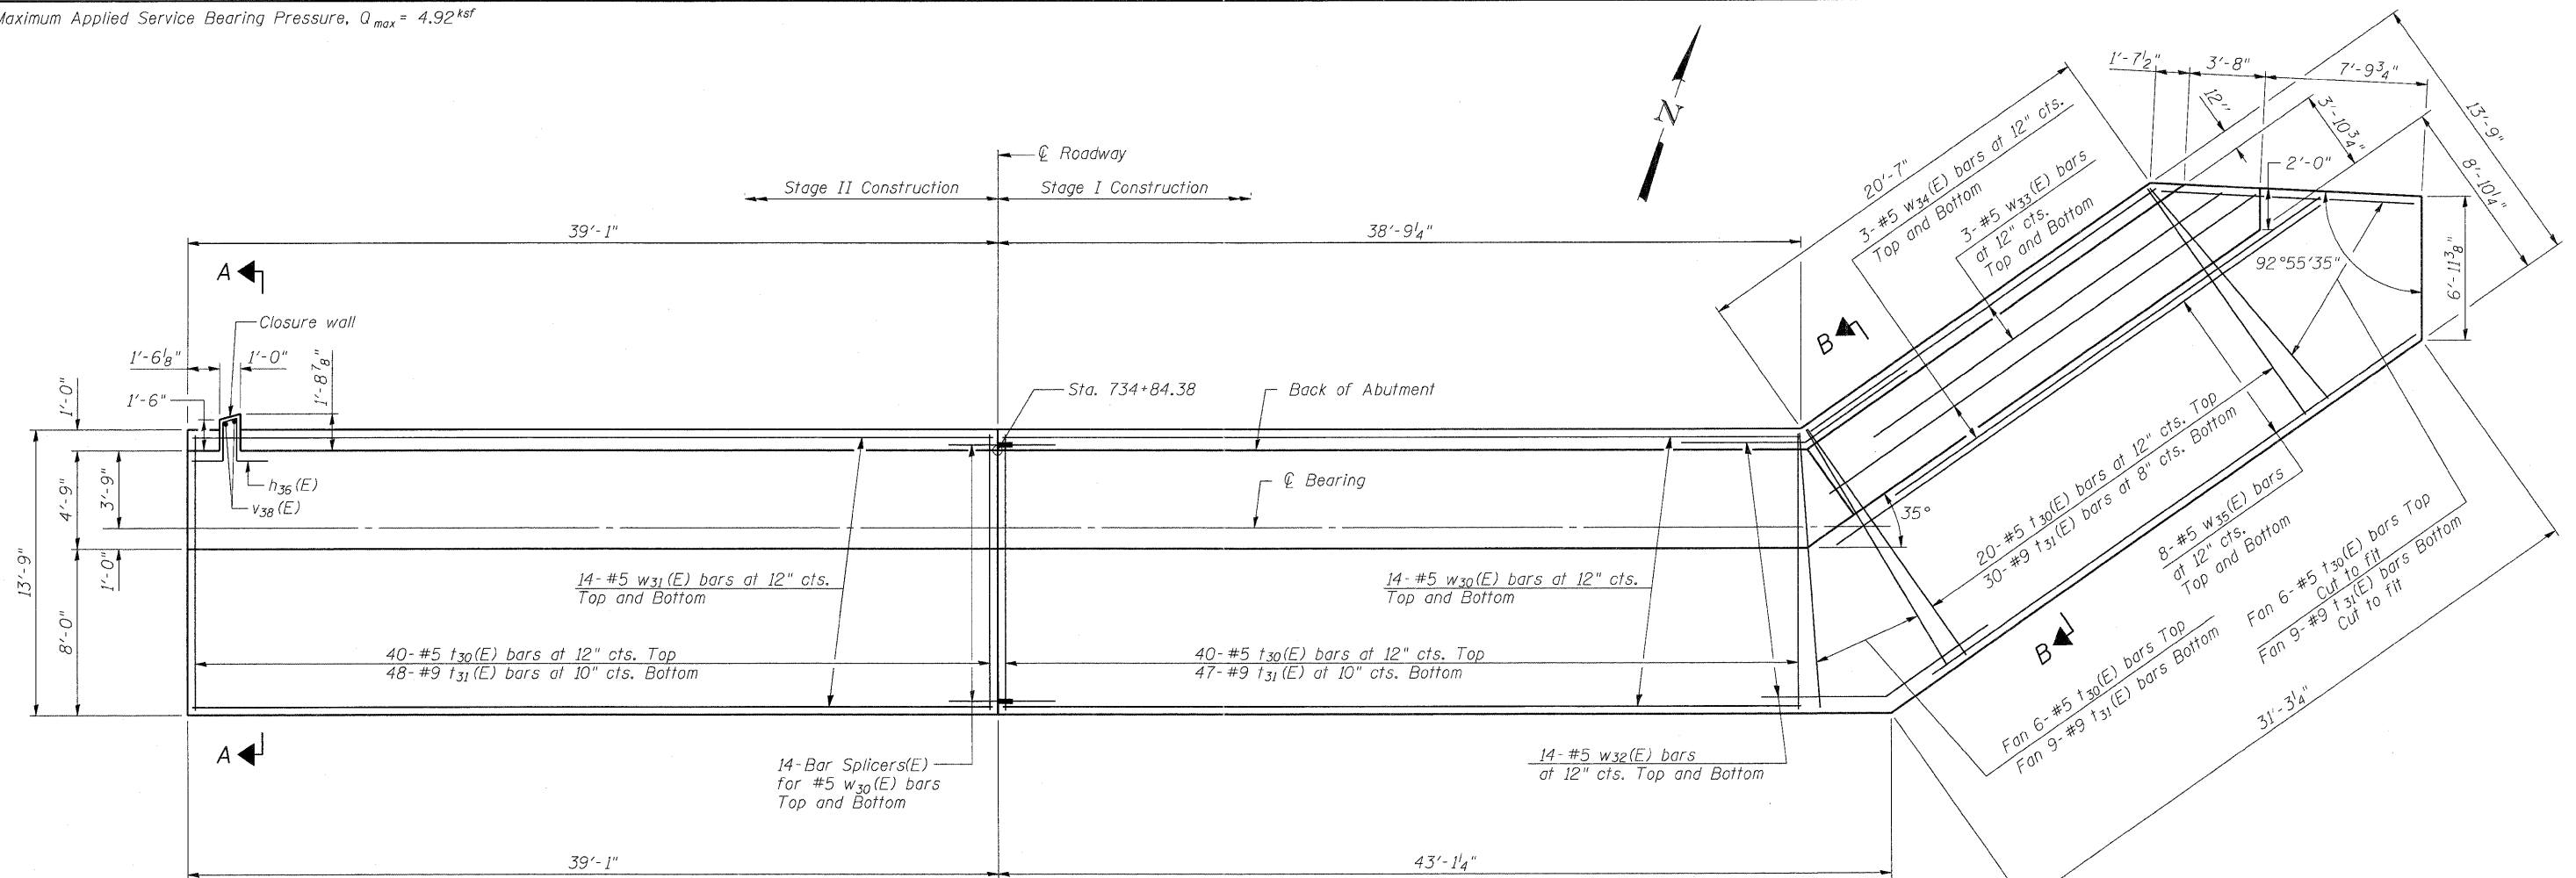 Maximum Applied Service Bearing Pressure, Qmax = 4.92 ksf
1'-7½"
3'-8"
7'-9¾"
12"
3'-10¾"
13'-9"
8'-10¼"
N
20'-7"
3-#5 w34(E) bars at 12" cts.
Top and Bottom
3-#5 w33(E) bars
at 12" cts.
Top and Bottom
2'-0"
92°55'35"
6'-11⅜"
℄ Roadway
Stage II Construction
Stage I Construction
39'-1"
38'-9¼"
A
Closure wall
1'-6⅛"
1'-0"
1'-8⅞"
1'-6"
1'-0"
B
Sta. 734+84.38
Back of Abutment
h36(E)
v38(E)
℄ Bearing
35°
13'-9"
4'-9"
3'-9"
1'-0"
8'-0"
14-#5 w31(E) bars at 12" cts.
Top and Bottom
14-#5 w30(E) bars at 12" cts.
Top and Bottom
20-#5 t30(E) bars at 12" cts. Top
30-#9 t31(E) bars at 8" cts. Bottom
8-#5 w35(E) bars
at 12" cts.
Top and Bottom
Fan 6-#5 t30(E) bars Top
Cut to fit
Fan 9-#9 t31(E) bars Bottom
Cut to fit
40-#5 t30(E) bars at 12" cts. Top
48-#9 t31(E) bars at 10" cts. Bottom
40-#5 t30(E) bars at 12" cts. Top
47-#9 t31(E) at 10" cts. Bottom
B
Fan 6-#5 t30(E) bars Top
Fan 9-#9 t31(E) bars Bottom
31'-3¼"
A
14-Bar Splicers(E)
for #5 w30(E) bars
Top and Bottom
14-#5 w32(E) bars
at 12" cts. Top and Bottom
39'-1"
43'-1¼"